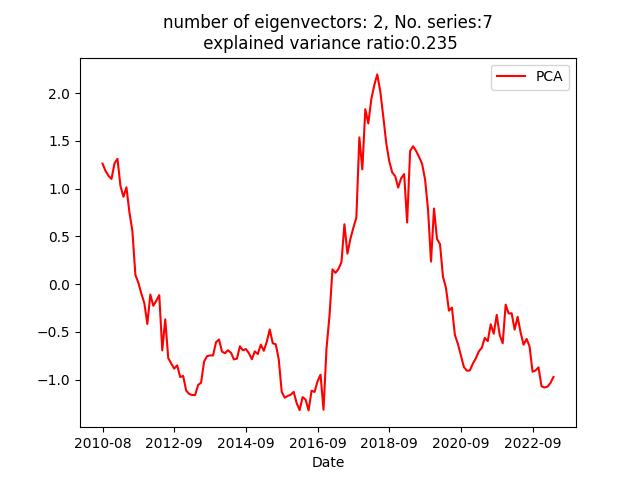 number of eigenvectors: 2, No. series:7
explained variance ratio:0.235
PCA
2.0
1.5
1.0
0.5
0.0
−0.5
−1.0
2010-08 2012-09 2014-09 2016-09 2018-09 2020-09 2022-09
Date